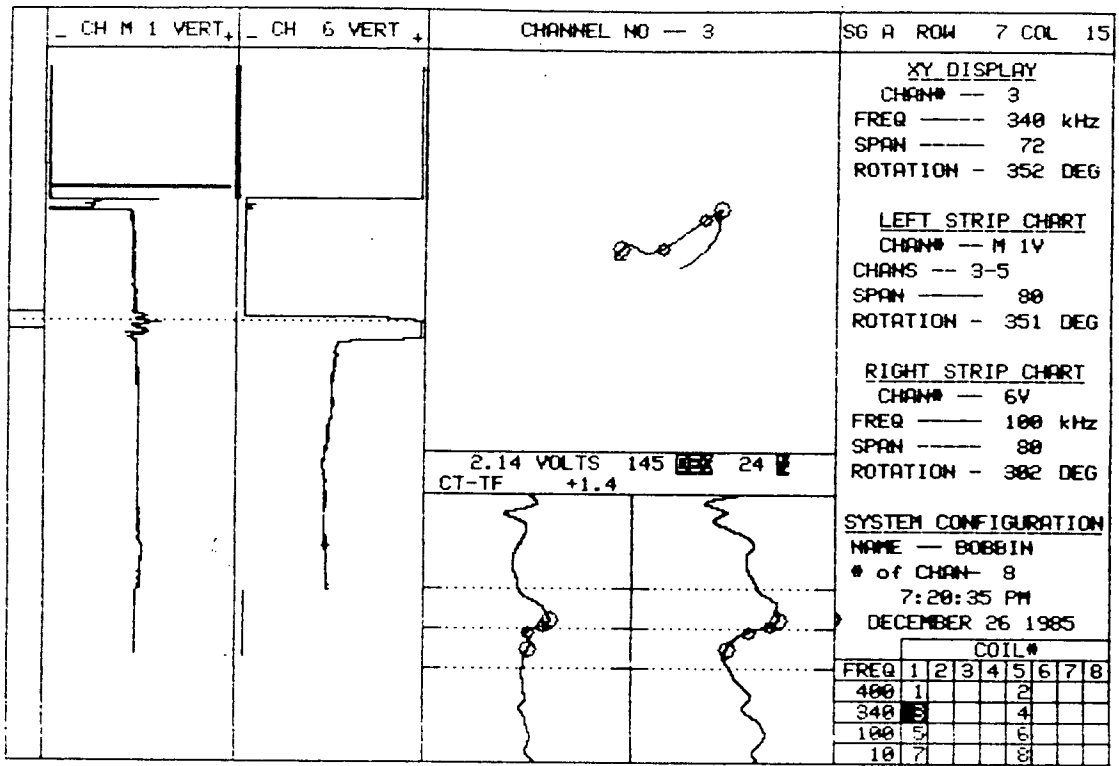 _ CH M 1 VERT +
_ CH 6 VERT +
CHANNEL NO -- 3
SG A ROW 7 COL 15
XY DISPLAY
CHAN# -- 3
FREQ ----- 340 kHz
SPAN ----- 72
ROTATION - 352 DEG
LEFT STRIP CHART
CHAN# -- M 1V
CHANS -- 3-5
SPAN ----- 80
ROTATION - 351 DEG
RIGHT STRIP CHART
CHAN# -- 6V
FREQ ---- 100 kHz
SPAN ----- 80
ROTATION - 302 DEG
2.14 VOLTS 145 24
CT-TF +1.4
SYSTEM CONFIGURATION
NAME -- BOBBIN
# of CHAN- 8
7:20:35 PM
DECEMBER 26 1985
COIL#
FREQ 1 2 3 4 5 6 7 8
400 1 2
340 3 4
100 5 6
10 7 8